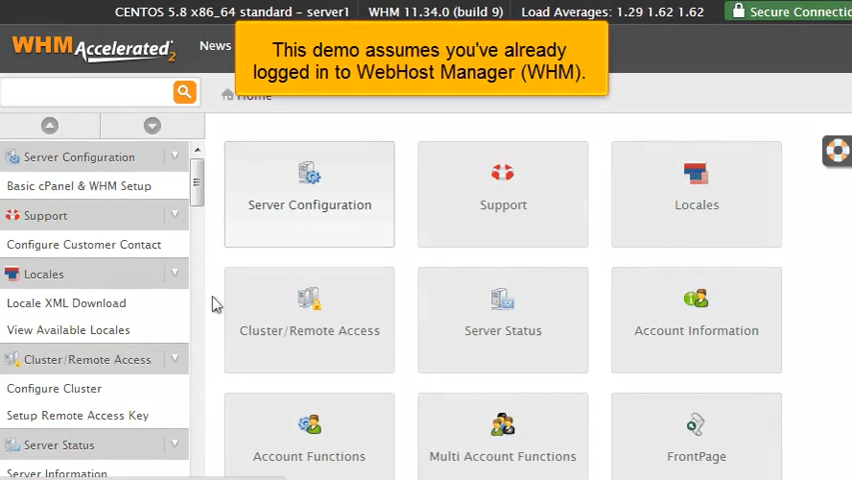 CENTOS 5.8 x86_64 standard - server1 WHM 11.34.0 (build 9) Load Averages: 1.29 1.62 1.62 Secure
WHM Accelerated 2
News
This demo assumes you've already
logged in to WebHost Manager (WHM).
Home
Server Configuration
Basic cPanel & WHM Setup
Support
Configure Customer Contact
Locales
Locale XML Download
View Available Locales
Cluster/Remote Access
Configure Cluster
Setup Remote Access Key
Server Status
Server Information
Server Configuration
Support
Locales
Cluster/Remote Access
Server Status
Account Information
Account Functions
Multi Account Functions
FrontPage